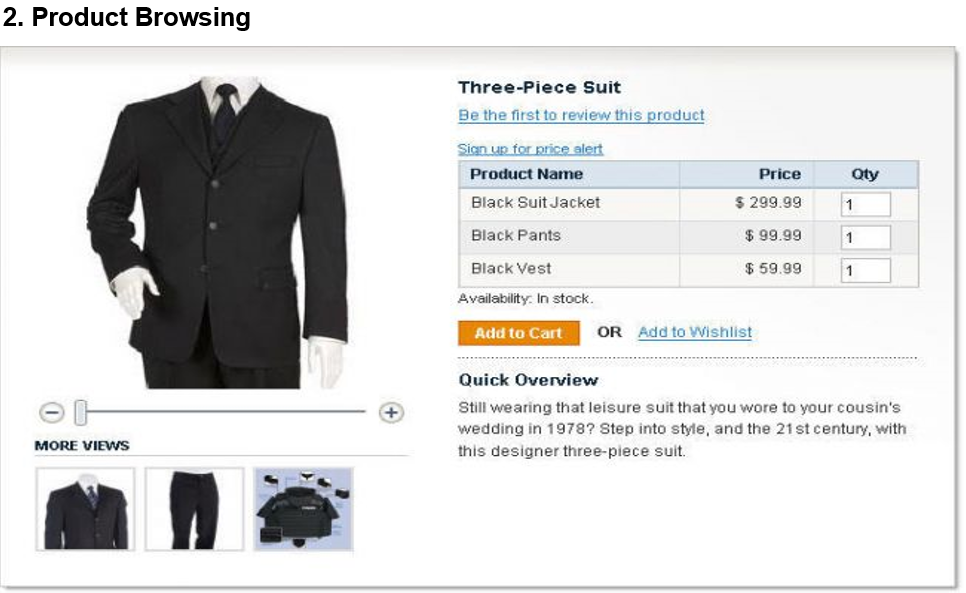 2. Product Browsing
Three-Piece Suit
Be the first to review this product
Sign up for price alert
Product Name Price Qty
Black Suit Jacket $ 299.99 1
Black Pants $ 99.99 1
Black Vest $ 59.99 1
Availability: In stock.
Add to Cart OR Add to Wishlist
Quick Overview
Still wearing that leisure suit that you wore to your cousin's
wedding in 1978? Step into style, and the 21st century, with
this designer three-piece suit.
MORE VIEWS